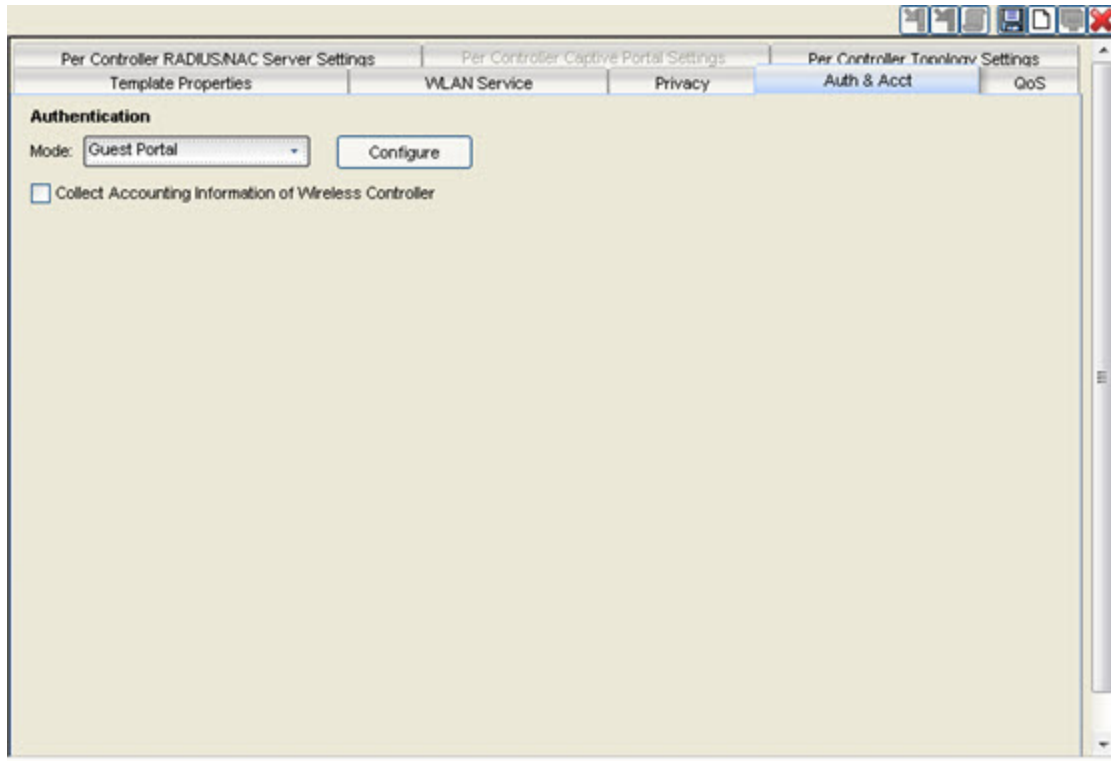 Per Controller RADIUS/NAC Server Settings
Per Controller Captive Portal Settings
Per Controller Topology Settings
Template Properties
WLAN Service
Privacy
Auth & Acct
QoS
Authentication
Mode: Guest Portal
Configure
Collect Accounting Information of Wireless Controller